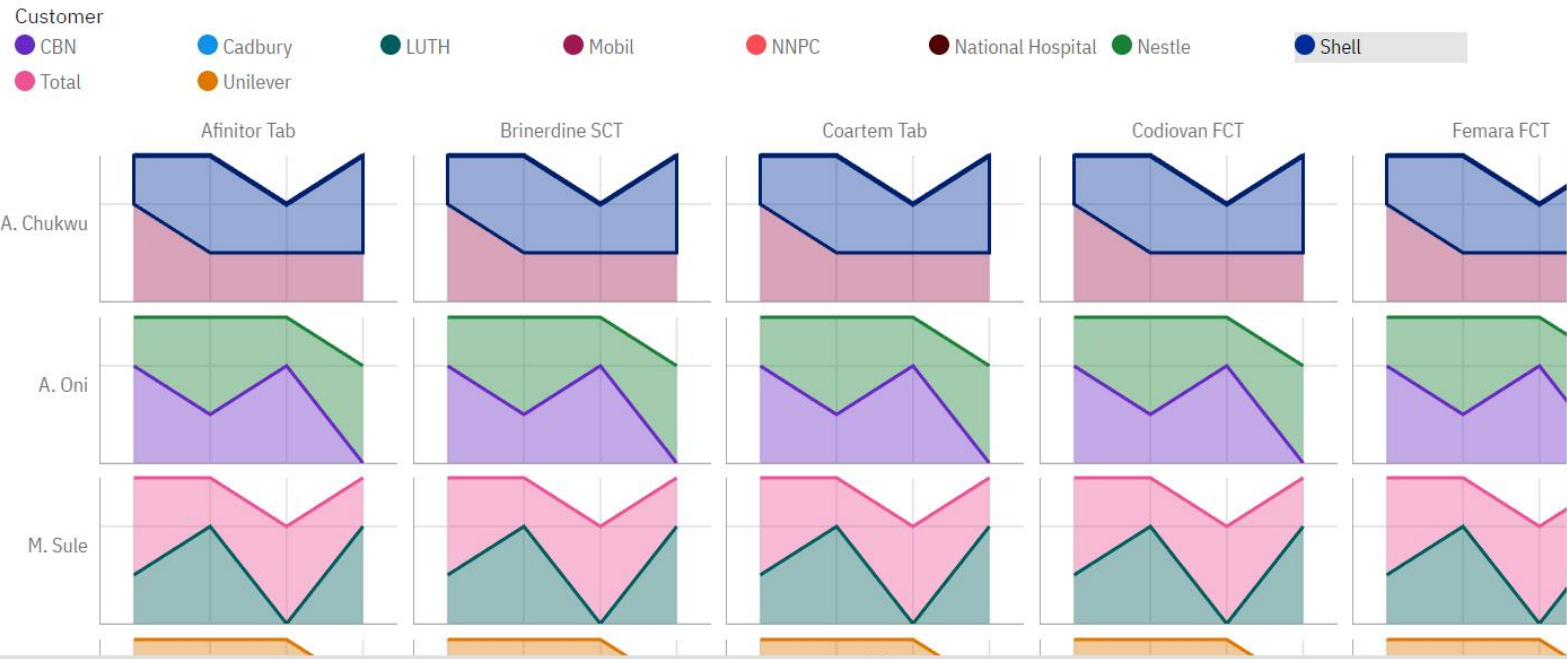 Customer
CBN Cadbury LUTH Mobil NNPC National Hospital Nestle Shell
Total Unilever
Afinitor Tab Brinerdine SCT Coartem Tab Codiovan FCT Femara FCT
A. Chukwu
A. Oni
M. Sule